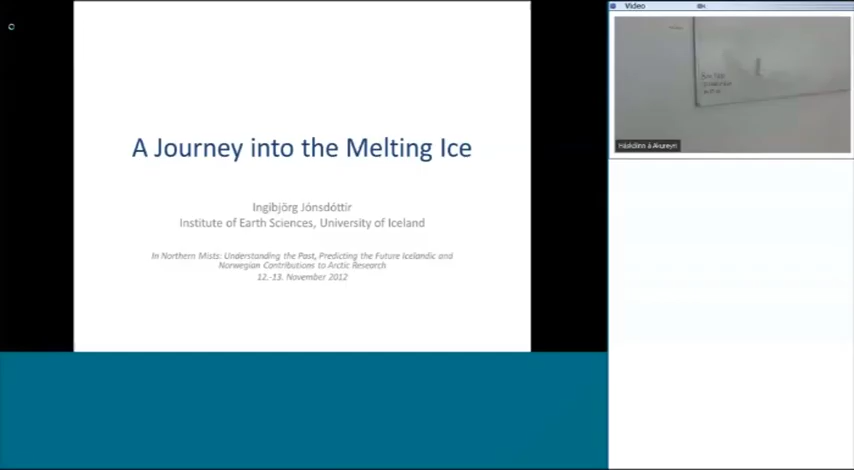 A Journey into the Melting Ice
Ingibjörg Jónsdóttir
Institute of Earth Sciences, University of Iceland
In Northern Mists: Understanding the Past, Predicting the Future Icelandic and
Norwegian Contributions to Arctic Research
12.-13. November 2012
Video
Háskólinn á Akureyri